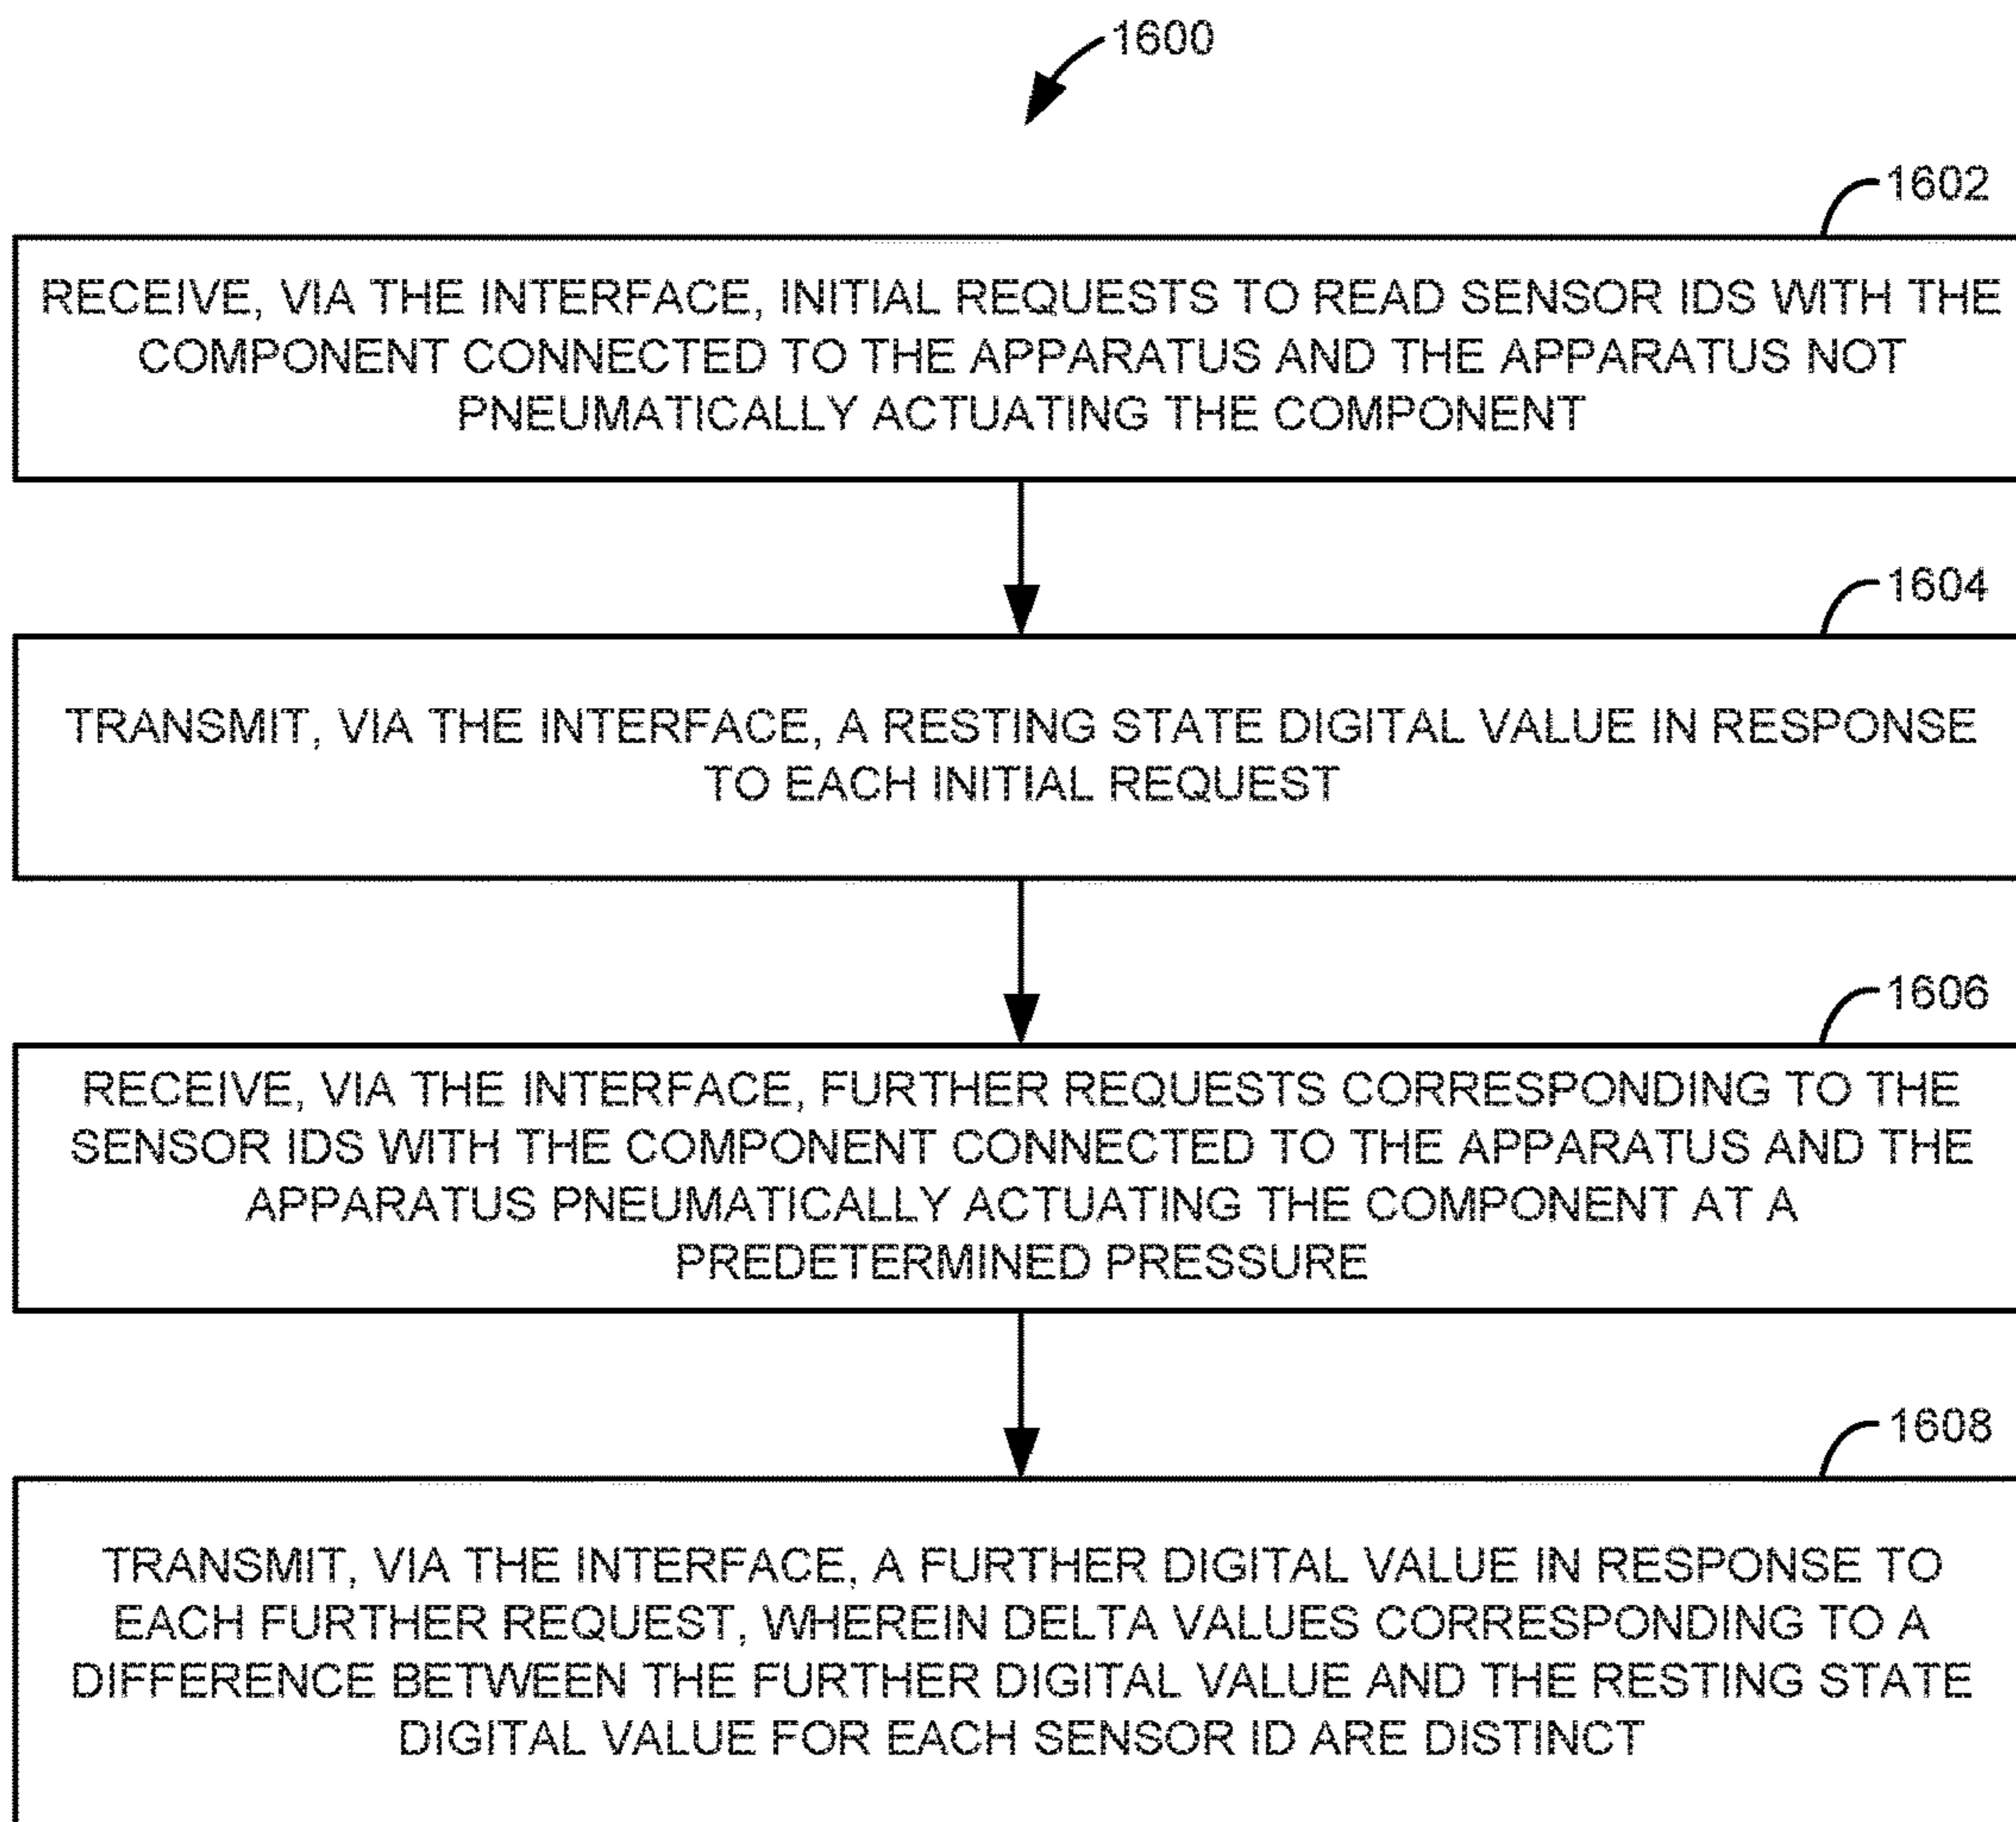 1600
1602
RECEIVE, VIA THE INTERFACE, INITIAL REQUESTS TO READ SENSOR IDS WITH THE
COMPONENT CONNECTED TO THE APPARATUS AND THE APPARATUS NOT
PNEUMATICALLY ACTUATING THE COMPONENT
1604
TRANSMIT, VIA THE INTERFACE, A RESTING STATE DIGITAL VALUE IN RESPONSE
TO EACH INITIAL REQUEST
1606
RECEIVE, VIA THE INTERFACE, FURTHER REQUESTS CORRESPONDING TO THE
SENSOR IDS WITH THE COMPONENT CONNECTED TO THE APPARATUS AND THE
APPARATUS PNEUMATICALLY ACTUATING THE COMPONENT AT A
PREDETERMINED PRESSURE
1608
TRANSMIT, VIA THE INTERFACE, A FURTHER DIGITAL VALUE IN RESPONSE TO
EACH FURTHER REQUEST, WHEREIN DELTA VALUES CORRESPONDING TO A
DIFFERENCE BETWEEN THE FURTHER DIGITAL VALUE AND THE RESTING STATE
DIGITAL VALUE FOR EACH SENSOR ID ARE DISTINCT